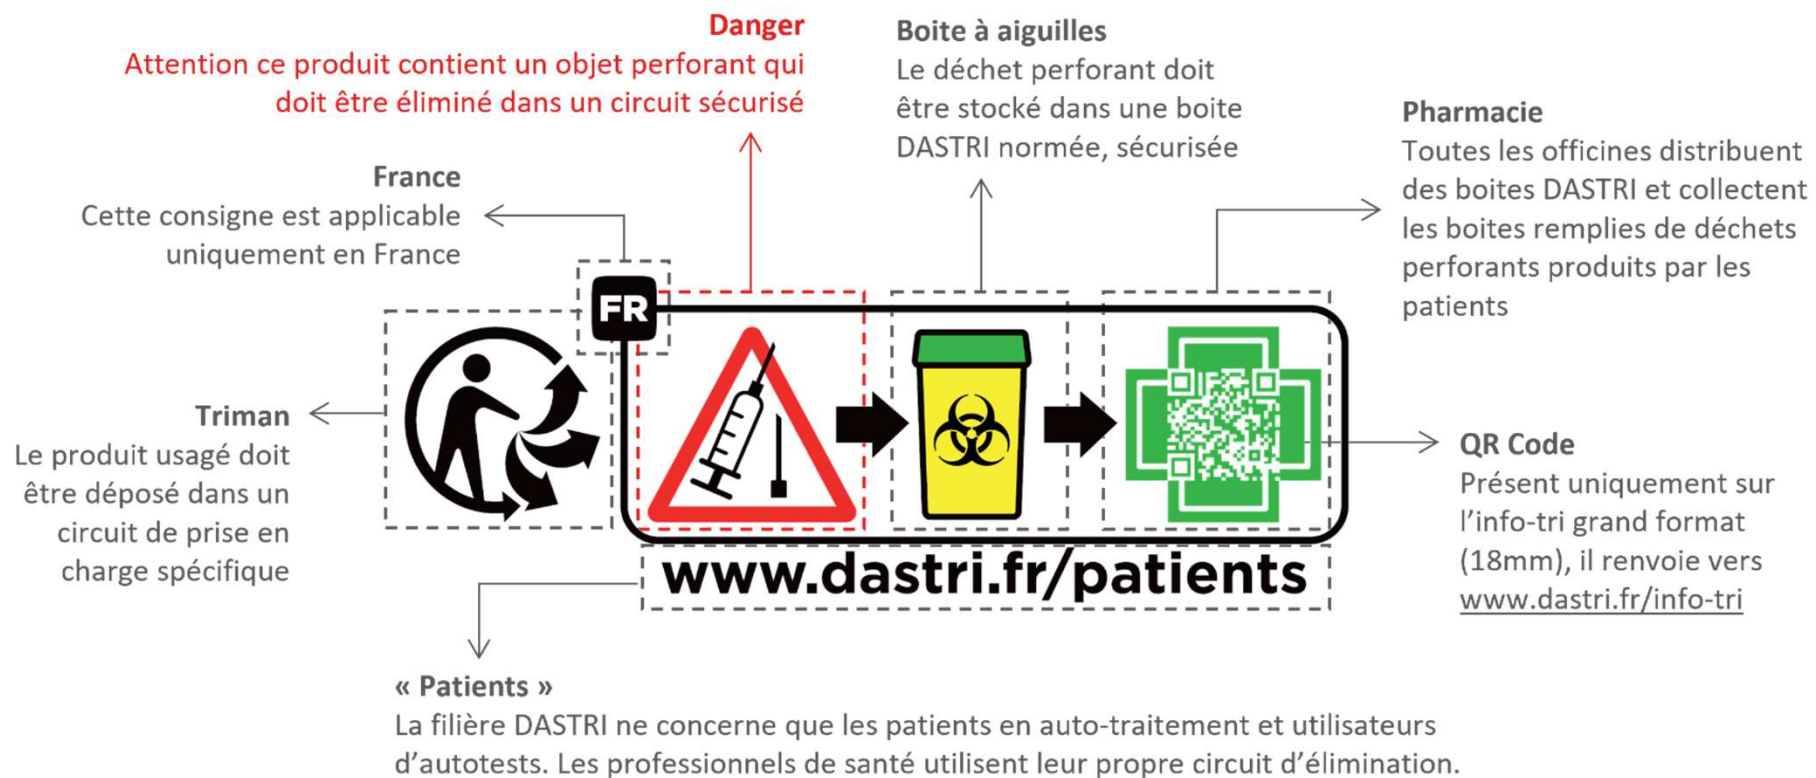 Danger
Attention ce produit contient un objet perforant qui
doit être éliminé dans un circuit sécurisé
Boite à aiguilles
Le déchet perforant doit
être stocké dans une boite
DASTRI normée, sécurisée
Pharmacie
Toutes les officines distribuent
des boites DASTRI et collectent
les boites remplies de déchets
perforants produits par les
patients
France
Cette consigne est applicable
uniquement en France
FR
Triman
Le produit usagé doit
être déposé dans un
circuit de prise en
charge spécifique
QR Code
Présent uniquement sur
l’info-tri grand format
(18mm), il renvoie vers
www.dastri.fr/info-tri
www.dastri.fr/patients
« Patients »
La filière DASTRI ne concerne que les patients en auto-traitement et utilisateurs
d’autotests. Les professionnels de santé utilisent leur propre circuit d’élimination.